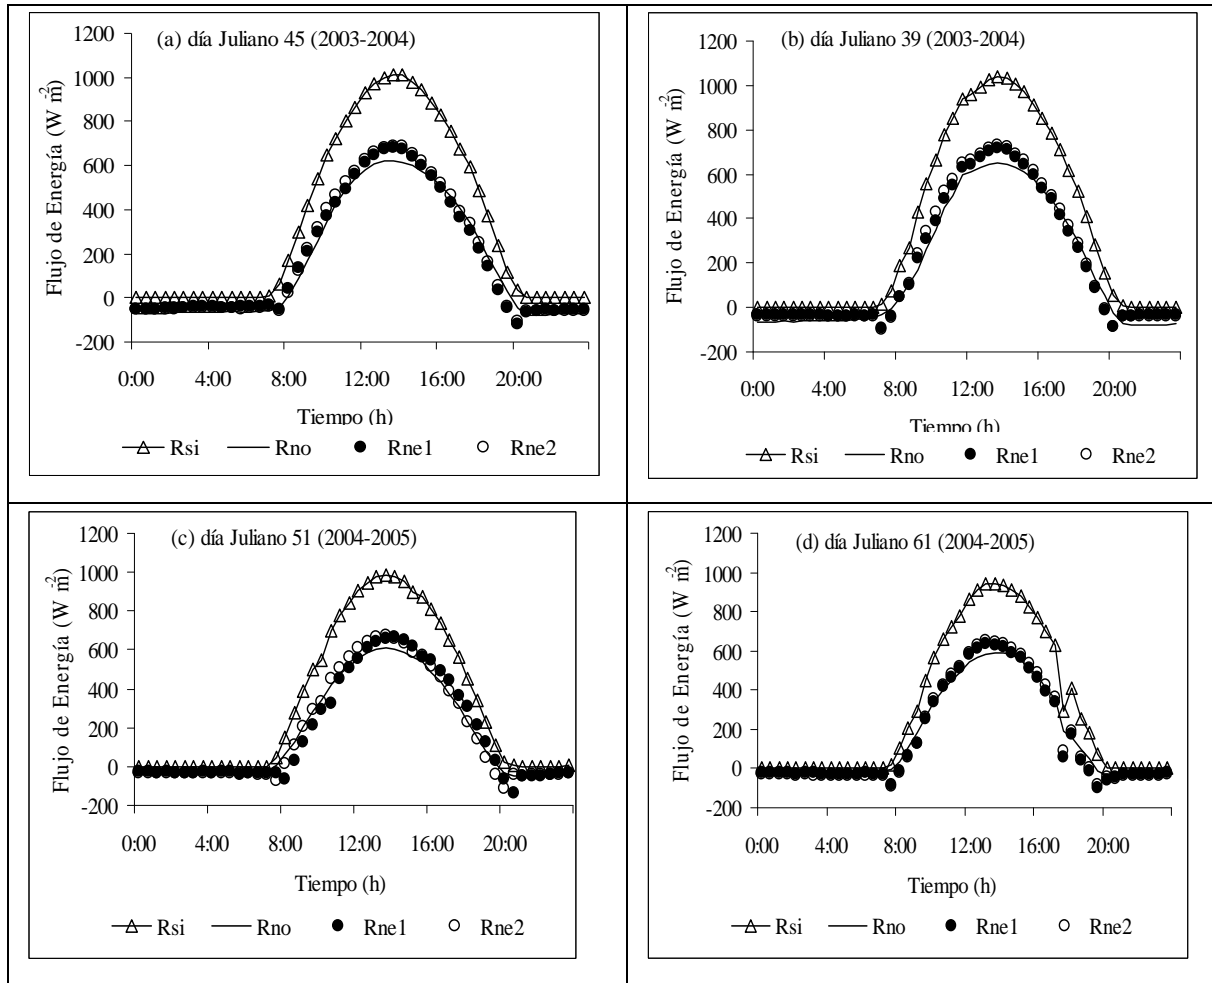 (a) día Juliano 45 (2003-2004)
Flujo de Energía (W m-2)
1200
1000
800
600
400
200
0
-200
0:00 4:00 8:00 12:00 16:00 20:00
Tiempo (h)
Rsi Rno Rne1 Rne2
(b) día Juliano 39 (2003-2004)
Flujo de Energía (W m-2)
1200
1000
800
600
400
200
0
-200
0:00 4:00 8:00 12:00 16:00 20:00
Tiempo (h)
Rsi Rno Rne1 Rne2
(c) día Juliano 51 (2004-2005)
Flujo de Energía (W m-2)
1200
1000
800
600
400
200
0
-200
0:00 4:00 8:00 12:00 16:00 20:00
Tiempo (h)
Rsi Rno Rne1 Rne2
(d) día Juliano 61 (2004-2005)
Flujo de Energía (W m-2)
1200
1000
800
600
400
200
0
-200
0:00 4:00 8:00 12:00 16:00 20:00
Tiempo (h)
Rsi Rno Rne1 Rne2